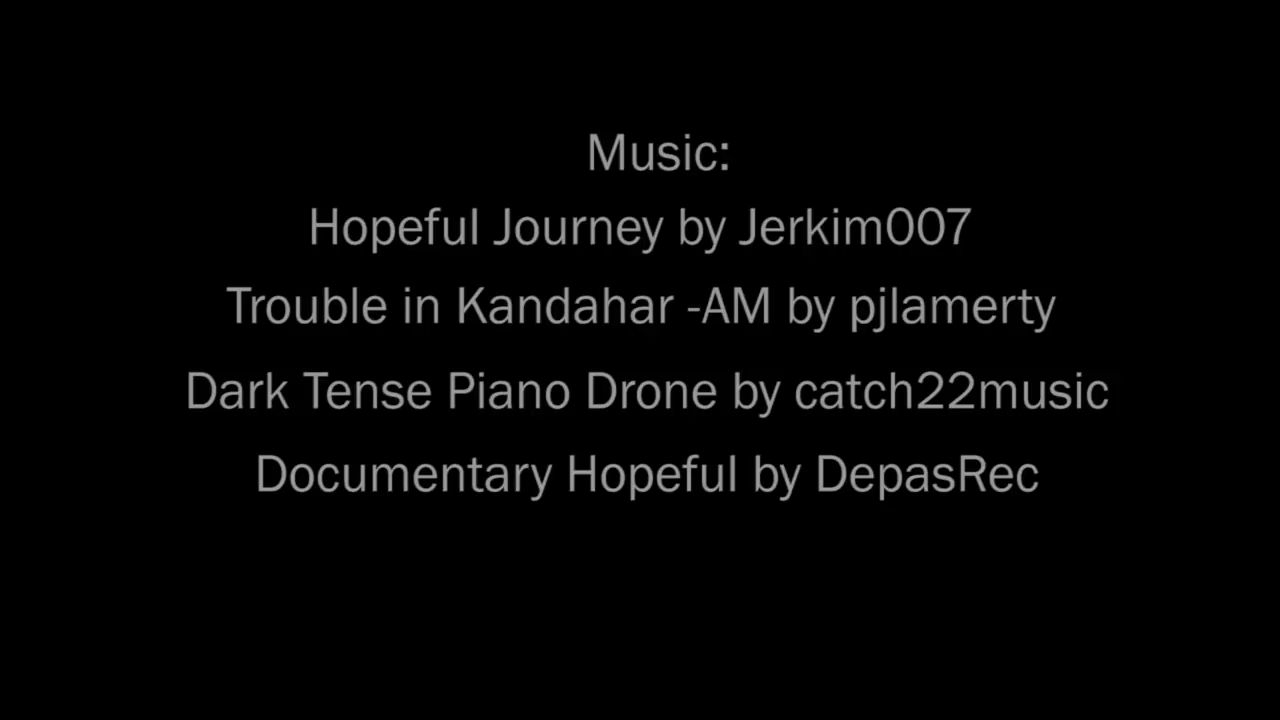 Music:
Hopeful Journey by Jerkim007
Trouble in Kandahar -AM by pjlamerty
Dark Tense Piano Drone by catch22music
Documentary Hopeful by DepasRec